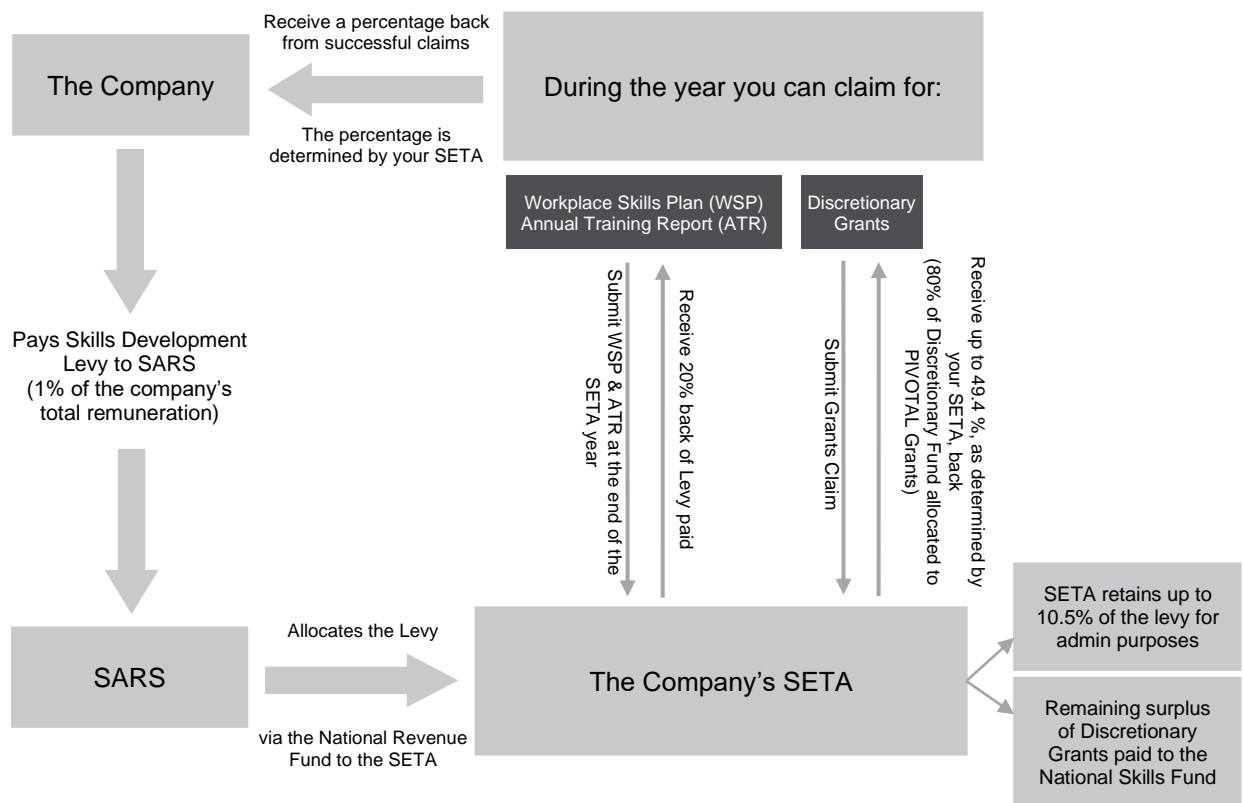 Receive a percentage back
from successful claims
The Company
During the year you can claim for:
The percentage is
determined by your SETA
Workplace Skills Plan (WSP)
Annual Training Report (ATR)
Discretionary
Grants
Pays Skills Development
Levy to SARS
(1% of the company’s
total remuneration)
Submit WSP & ATR at the end of the
SETA year
Receive 20% back of Levy paid
Submit Grants Claim
Receive up to 49.4 %, as determined by
your SETA, back
(80% of Discretionary Fund allocated to
PIVOTAL Grants)
SARS
Allocates the Levy
via the National Revenue
Fund to the SETA
The Company’s SETA
SETA retains up to
10.5% of the levy for
admin purposes
Remaining surplus
of Discretionary
Grants paid to the
National Skills Fund